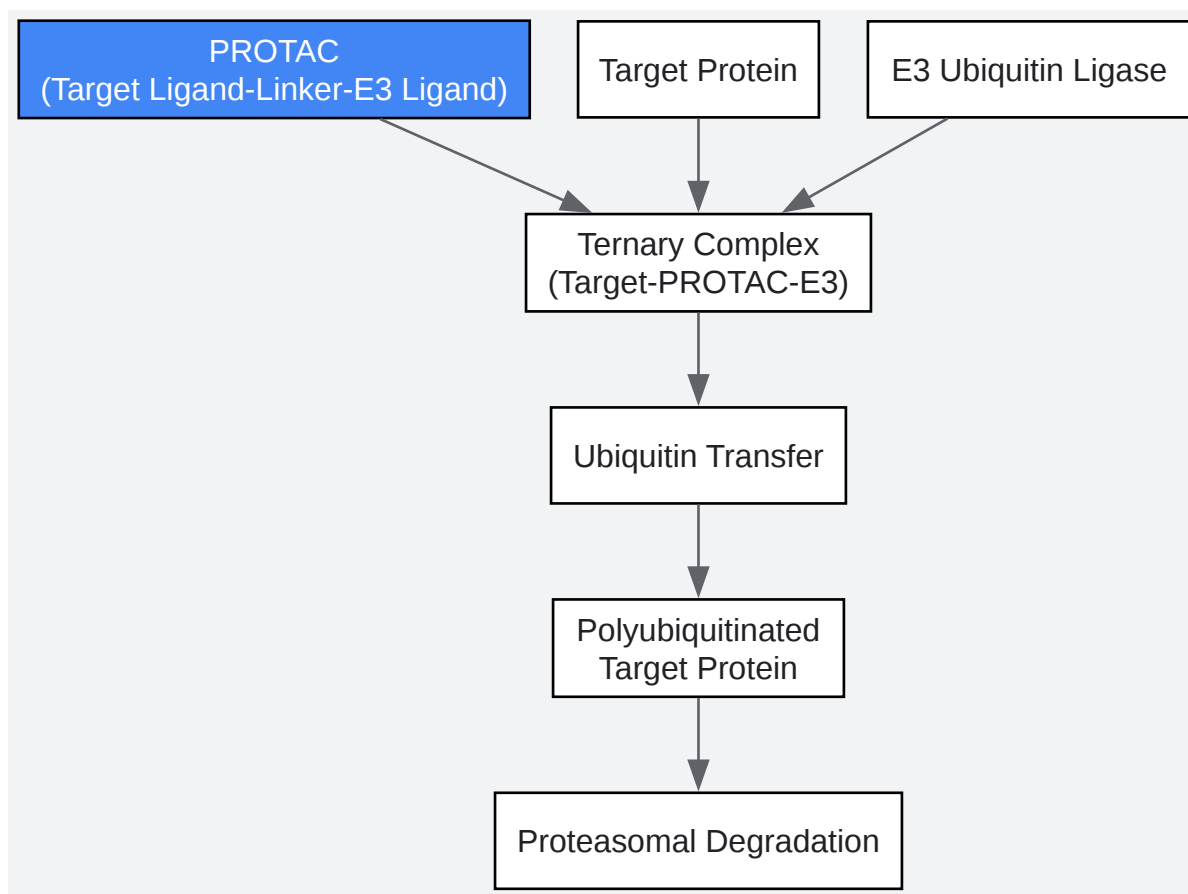 PROTAC
(Target Ligand-Linker-E3 Ligand)
Target Protein
E3 Ubiquitin Ligase
Ternary Complex
(Target-PROTAC-E3)
Ubiquitin Transfer
Polyubiquitinated
Target Protein
Proteasomal Degradation